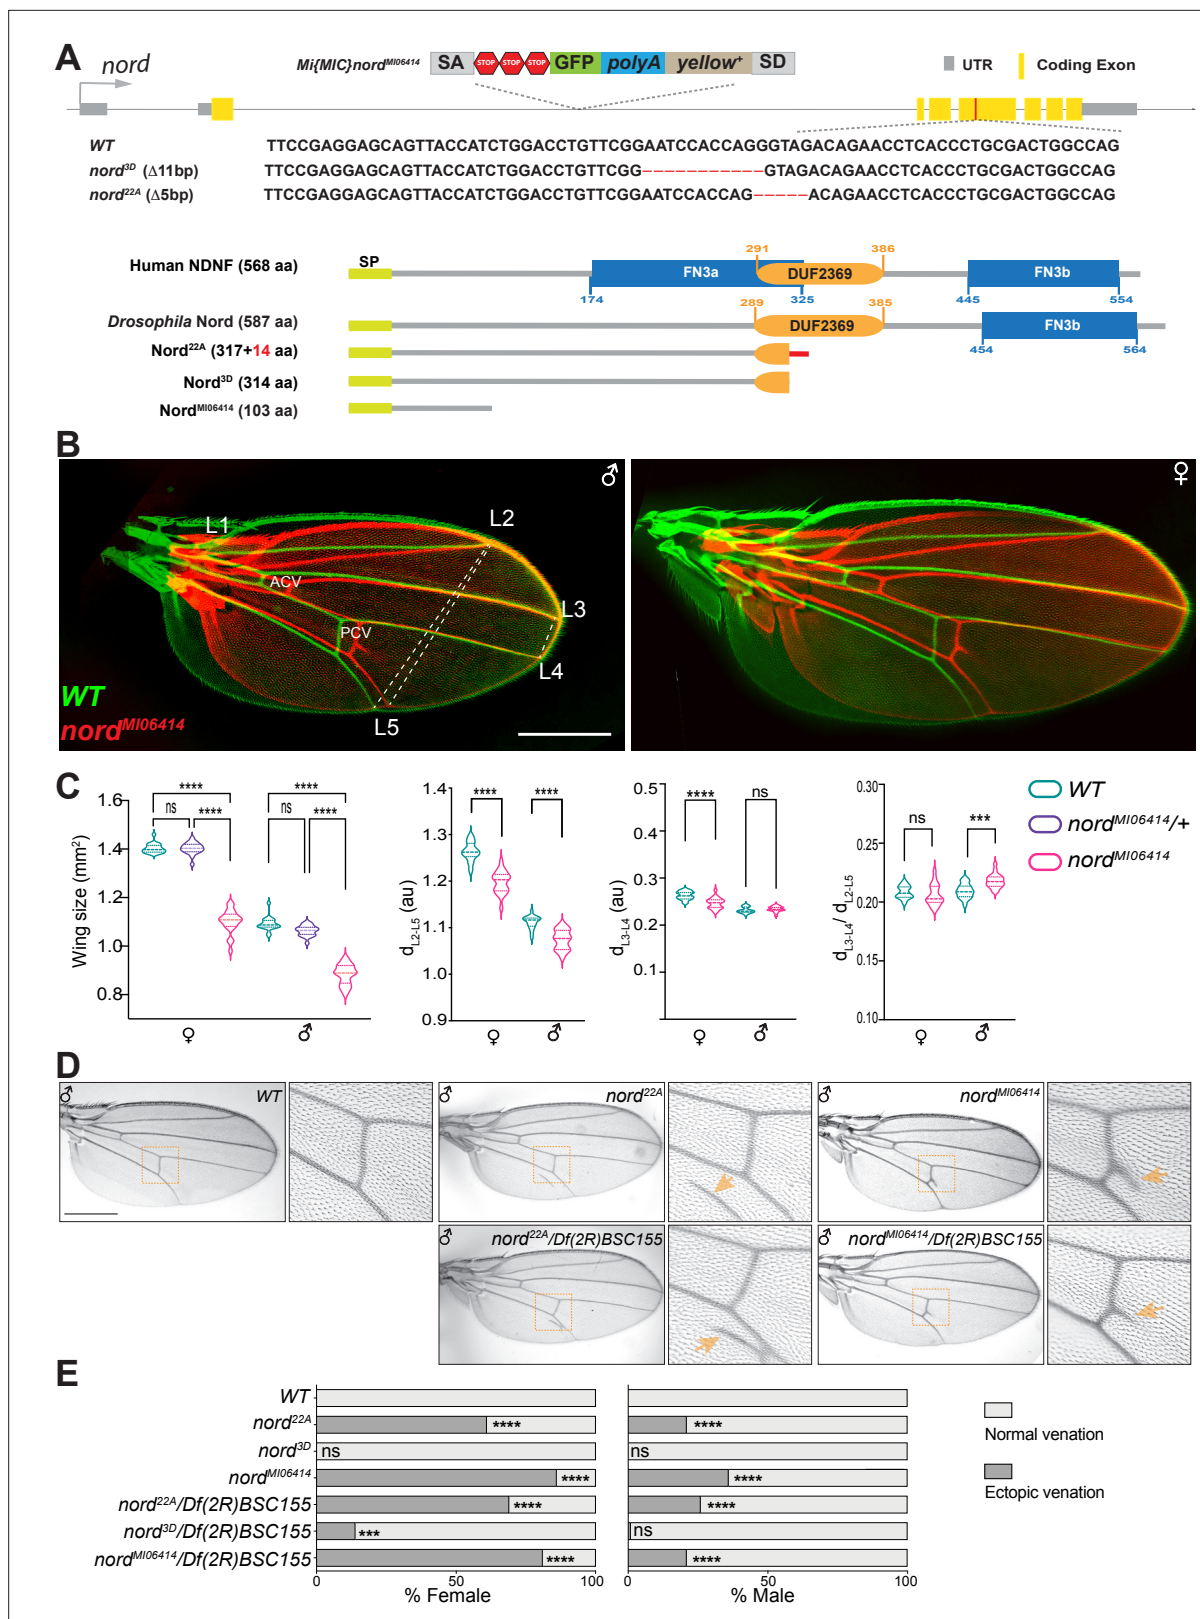 A
nord
Mi{MIC}nord^MI06414
SA STOP STOP STOP GFP polyA yellow+ SD
UTR Coding Exon
WT TTCCGAGGAGCAGTTACCATCTGGACCTGTTCGGAATCCACCAGGGTAGACAGAACCTCACCCTGCGACTGGCCAG
nord^3D (Δ11bp) TTCCGAGGAGCAGTTACCATCTGGACCTGTTCGG-----------GTAGACAGAACCTCACCCTGCGACTGGCCAG
nord^22A (Δ5bp) TTCCGAGGAGCAGTTACCATCTGGACCTGTTCGGAATCCACCAG-----ACAGAACCTCACCCTGCGACTGGCCAG
291 386
Human NDNF (568 aa) SP FN3a DUF2369 FN3b
174 325 445 554
289 385
Drosophila Nord (587 aa) DUF2369 FN3b
454 564
Nord^22A (317+14 aa)
Nord^3D (314 aa)
Nord^MI06414 (103 aa)
B
♂ ♀
L1 L2
ACV
L3
PCV
L4
L5
WT
nord^MI06414
C
Wing size (mm²)
1.6
1.4
1.2
1.0
0.8
**** ****
ns **** ns ****
♀ ♂
d_L2-L5 (au)
1.4
1.3
1.2
1.1
1.0
0.9
**** ****
♀ ♂
d_L3-L4 (au)
0.5
0.4
0.3
0.2
0.1
**** ns
♀ ♂
d_L3-L4/ d_L2-L5
0.30
0.25
0.20
0.15
0.10
ns ***
♀ ♂
WT
nord^MI06414/+
nord^MI06414
D
♂ WT ♂ nord^22A ♂ nord^MI06414
♂ nord^22A/Df(2R)BSC155 ♂ nord^MI06414/Df(2R)BSC155
E
WT
nord^22A **** ****
nord^3D ns ns
nord^MI06414 **** ****
nord^22A/Df(2R)BSC155 **** ****
nord^3D/Df(2R)BSC155 *** ns
nord^MI06414/Df(2R)BSC155 **** ****
0 50 100 0 50 100
% Female % Male
Normal venation
Ectopic venation